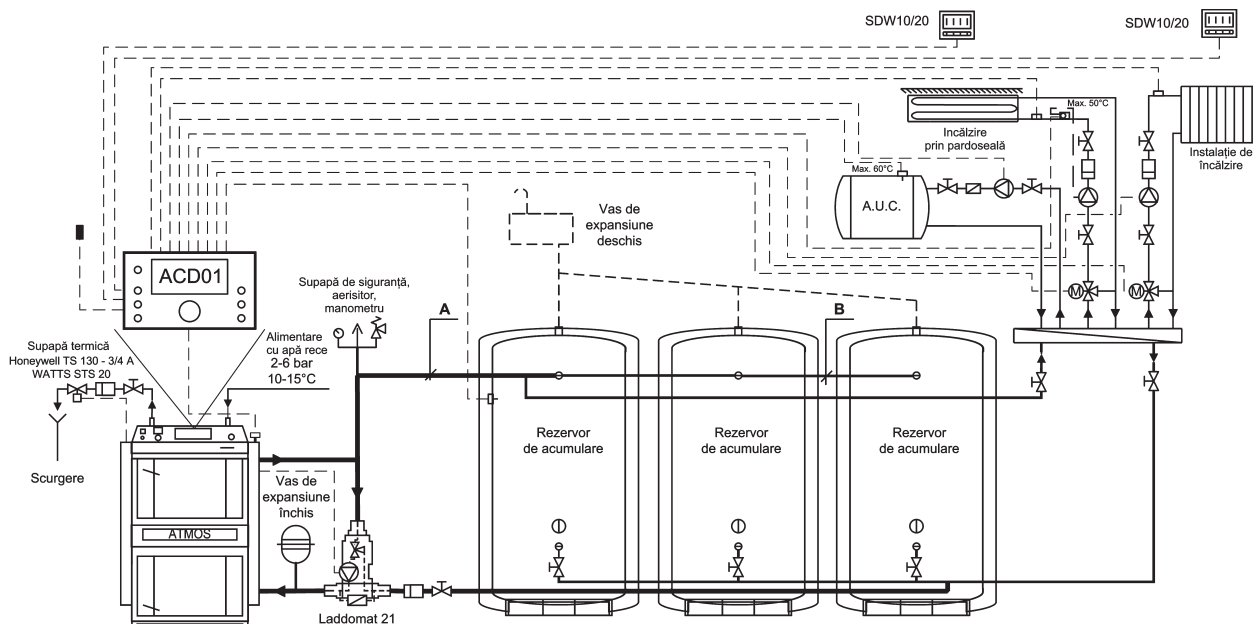 SDW10/20
SDW10/20
Max. 50°C
Incălzire
prin pardoseală
Instalație de
încălzire
Max. 60°C
A.U.C.
Vas de
expansiune
deschis
ACD01
Supapă de siguranță,
aerisitor,
manometru
A
B
M
M
Supapă termică
Honeywell TS 130 - 3/4 A
WATTS STS 20
Alimentare
cu apă rece
2-6 bar
10-15°C
Scurgere
Rezervor
de acumulare
Rezervor
de acumulare
Rezervor
de acumulare
Vas de
expansiune
închis
ATMOS
Laddomat 21